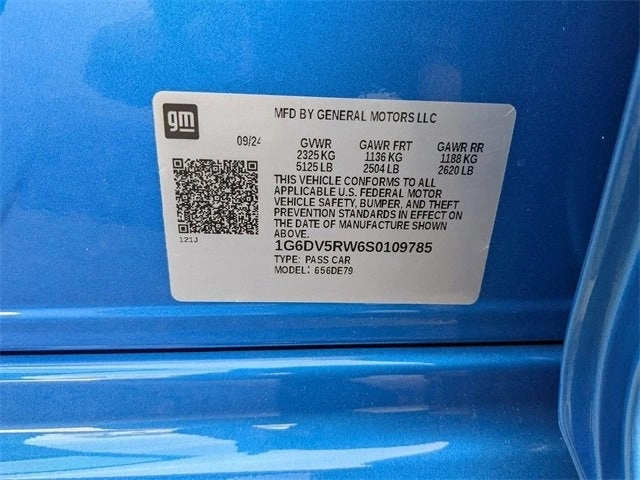 gm
MFD BY GENERAL MOTORS LLC
09/24 GVWR GAWR FRT GAWR RR
2325 KG 1136 KG 1188 KG
5125 LB 2504 LB 2620 LB
THIS VEHICLE CONFORMS TO ALL
APPLICABLE U.S. FEDERAL MOTOR
VEHICLE SAFETY, BUMPER, AND THEFT
PREVENTION STANDARDS IN EFFECT ON
THE DATE OF MANUFACTURE SHOWN
ABOVE.
121J
1G6DV5RW6S0109785
TYPE: PASS CAR
MODEL: 656DE79